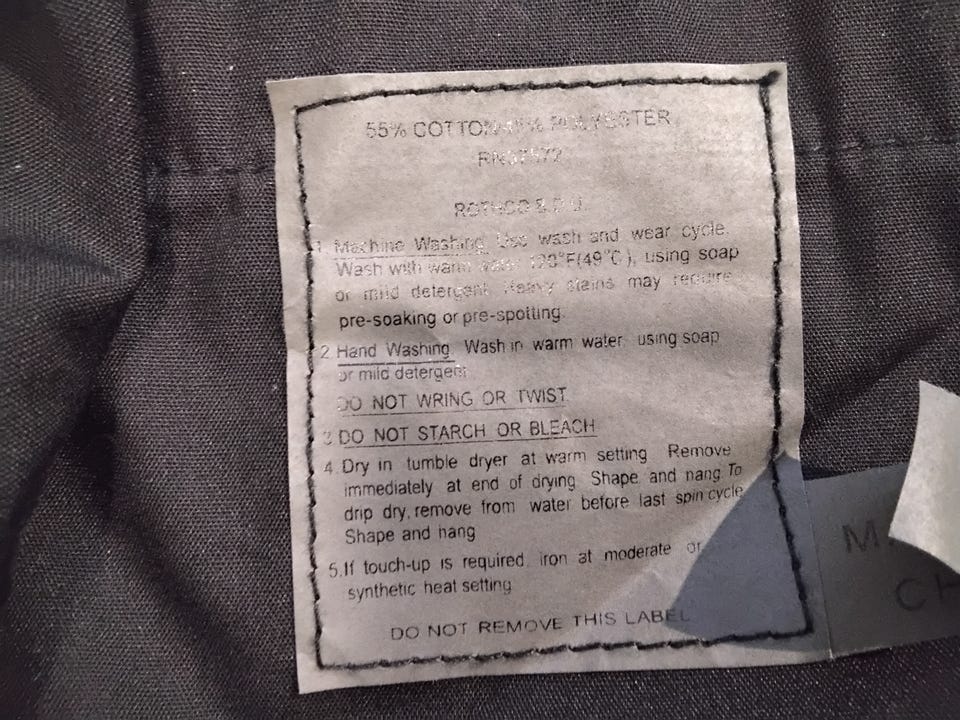 55% COTTON 45% POLYESTER
ROTHCO B.D.U.
1. Machine Washing. Use wash and wear cycle.
Wash with warm water 120°F(49°C), using soap
or mild detergent. Heavy stains may require
pre-soaking or pre-spotting.
2. Hand Washing. Wash in warm water using soap
or mild detergent
DO NOT WRING OR TWIST
3 DO NOT STARCH OR BLEACH
4. Dry in tumble dryer at warm setting Remove
immediately at end of drying Shape and hang To
drip dry, remove from water before last spin cycle
Shape and hang
5. If touch-up is required, iron at moderate or
synthetic heat setting
DO NOT REMOVE THIS LABEL
M
CH